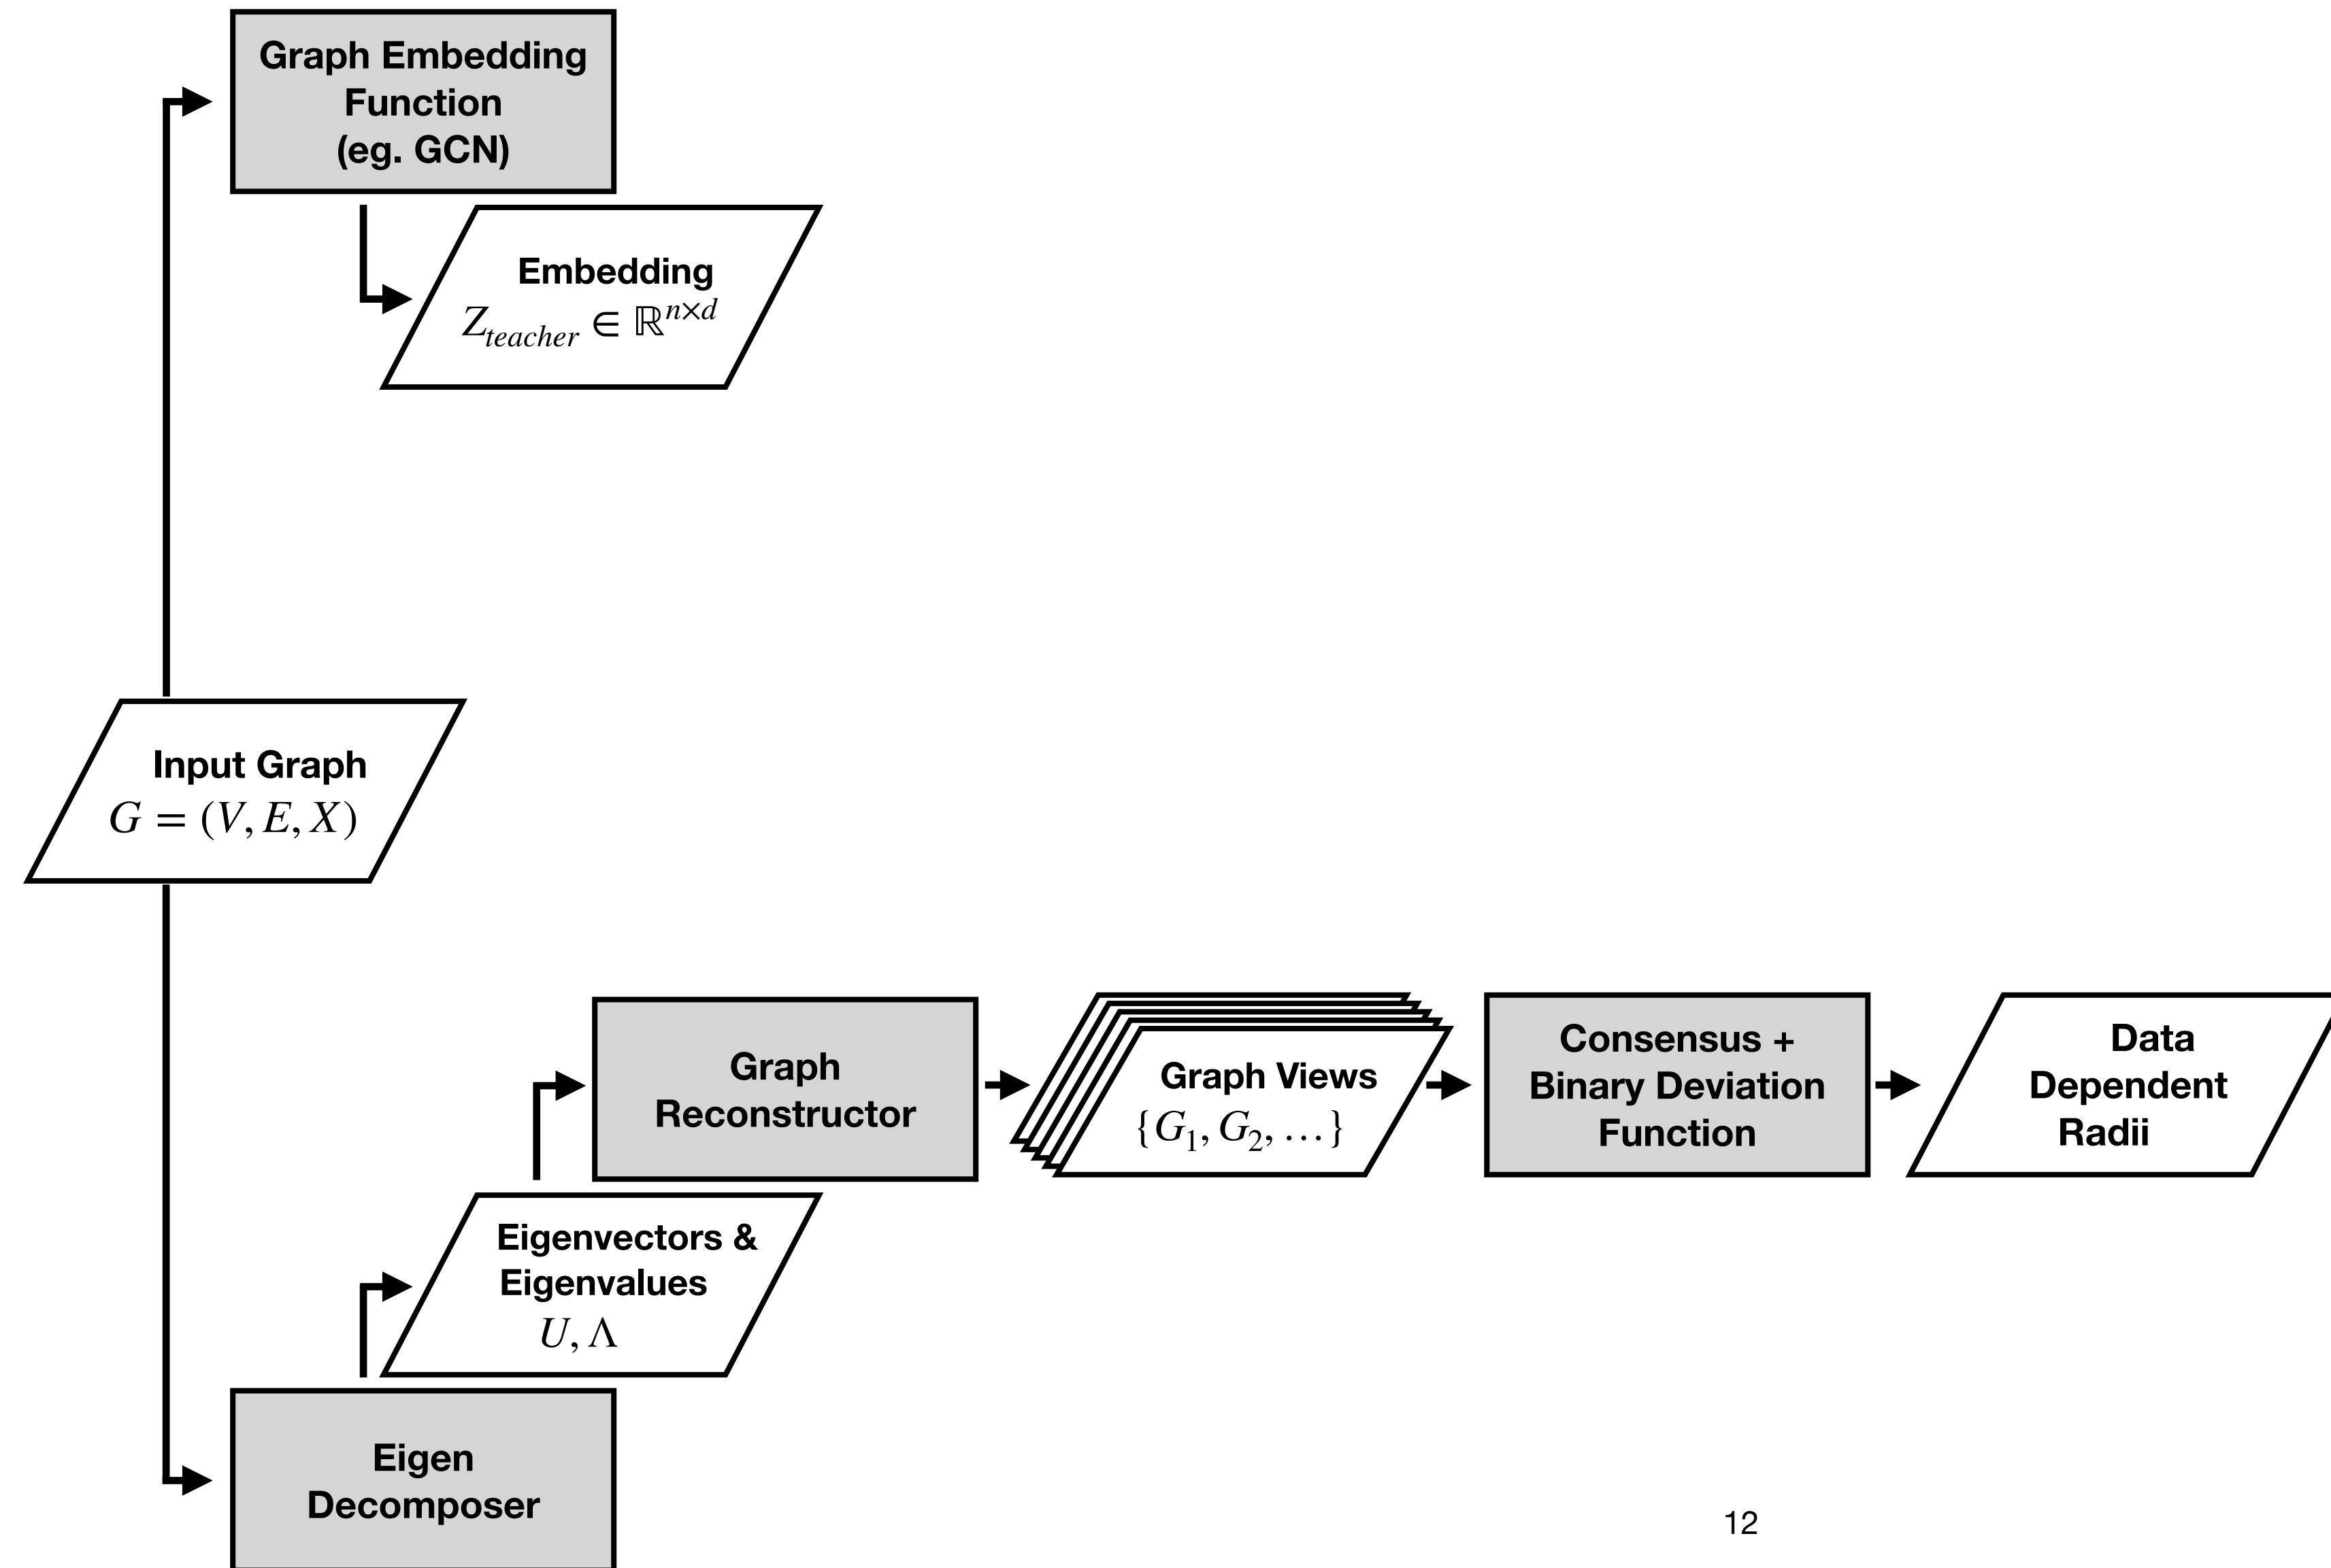 Graph Embedding
Function
(eg. GCN)
Embedding
Z_{teacher} ∈ ℝ^{n×d}
Input Graph
G = (V, E, X)
Graph
Reconstructor
Graph Views
{G_1, G_2, …}
Consensus +
Binary Deviation
Function
Data
Dependent
Radii
Eigenvectors &
Eigenvalues
U, Λ
Eigen
Decomposer
12